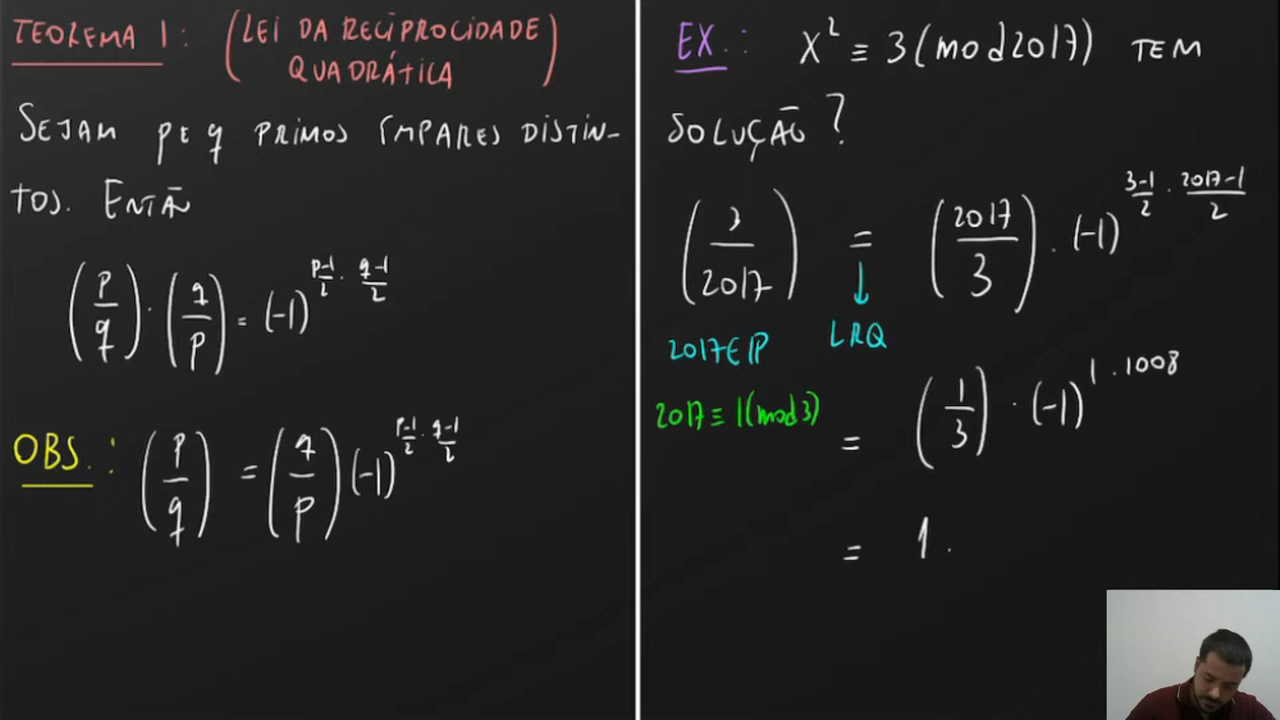 TEOREMA 1: (LEI DA RECIPROCIDADE
QUADRÁTICA)
SEJAM p E q PRIMOS ÍMPARES DISTIN-
TOS. ENTÃO
(p/q) · (q/p) = (-1)^((p-1)/2 · (q-1)/2)
OBS.: (p/q) = (q/p) (-1)^((p-1)/2 · (q-1)/2)
EX.: X² ≡ 3 (mod 2017) TEM
SOLUÇÃO?
(3/2017) = (2017/3) · (-1)^((3-1)/2 · (2017-1)/2)
2017 ∈ ℙ ↓ LRQ
2017 ≡ 1 (mod 3)
= (1/3) · (-1)^(1 · 1008)
= 1.